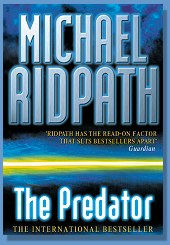 MICHAEL
RIDPATH
'RIDPATH HAS THE READ-ON FACTOR
THAT SETS BESTSELLERS APART'
Guardian
The Predator
THE INTERNATIONAL BESTSELLER